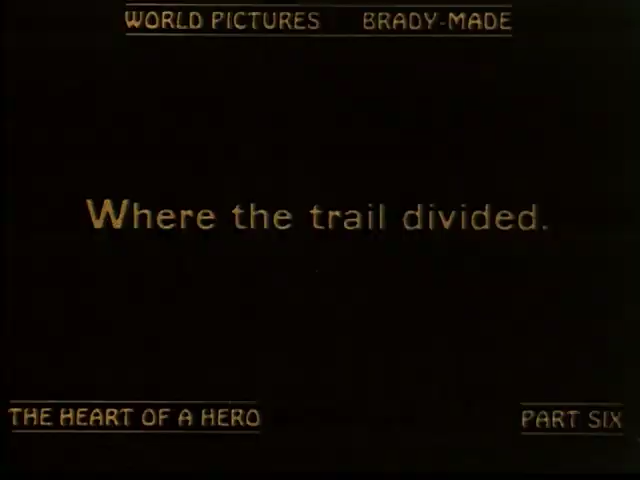 WORLD PICTURES BRADY-MADE
Where the trail divided.
THE HEART OF A HERO PART SIX